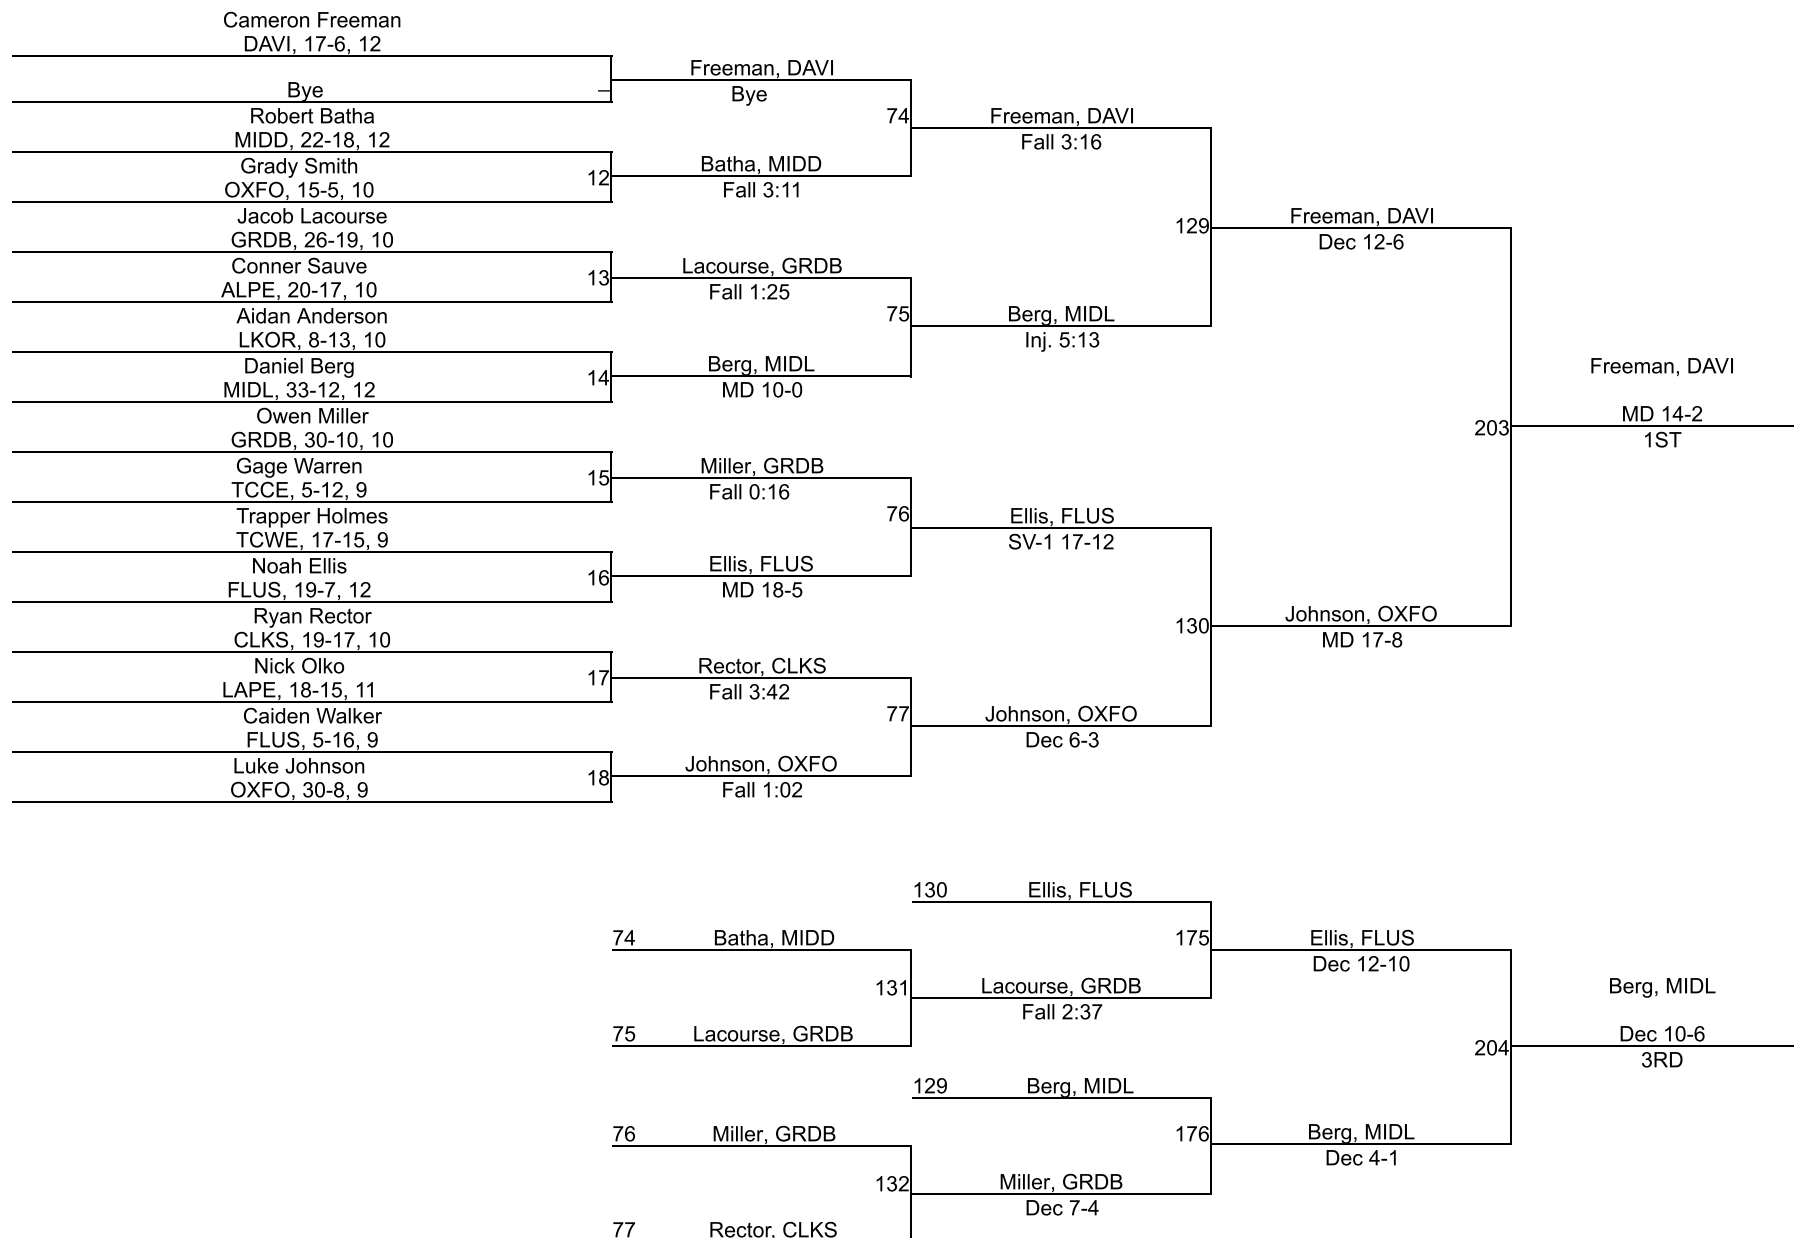 Cameron Freeman
DAVI, 17-6, 12
Bye
Robert Batha
MIDD, 22-18, 12
Grady Smith
OXFO, 15-5, 10
Jacob Lacourse
GRDB, 26-19, 10
Conner Sauve
ALPE, 20-17, 10
Aidan Anderson
LKOR, 8-13, 10
Daniel Berg
MIDL, 33-12, 12
Owen Miller
GRDB, 30-10, 10
Gage Warren
TCCE, 5-12, 9
Trapper Holmes
TCWE, 17-15, 9
Noah Ellis
FLUS, 19-7, 12
Ryan Rector
CLKS, 19-17, 10
Nick Olko
LAPE, 18-15, 11
Caiden Walker
FLUS, 5-16, 9
Luke Johnson
OXFO, 30-8, 9
12
13
14
15
16
17
18
Freeman, DAVI
Bye
Batha, MIDD
Fall 3:11
Lacourse, GRDB
Fall 1:25
Berg, MIDL
MD 10-0
Miller, GRDB
Fall 0:16
Ellis, FLUS
MD 18-5
Rector, CLKS
Fall 3:42
Johnson, OXFO
Fall 1:02
74
75
76
77
Freeman, DAVI
Fall 3:16
Berg, MIDL
Inj. 5:13
Ellis, FLUS
SV-1 17-12
Johnson, OXFO
Dec 6-3
129
130
Freeman, DAVI
Dec 12-6
Johnson, OXFO
MD 17-8
203
Freeman, DAVI
MD 14-2
1ST
74 Batha, MIDD
75 Lacourse, GRDB
76 Miller, GRDB
77 Rector, CLKS
131
132
130 Ellis, FLUS
Lacourse, GRDB
Fall 2:37
129 Berg, MIDL
Miller, GRDB
Dec 7-4
175
176
Ellis, FLUS
Dec 12-10
Berg, MIDL
Dec 4-1
204
Berg, MIDL
Dec 10-6
3RD